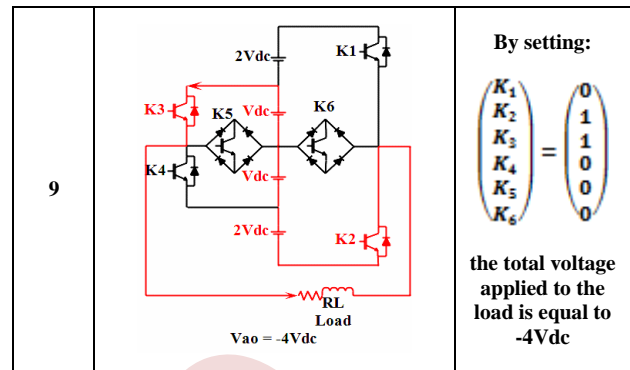 9
2Vdc
K1
K3
K5
Vdc
K6
K4
Vdc
2Vdc
K2
RL
Load
Vao = -4Vdc
By setting:
K₁ 0
K₂ 1
K₃ 1
K₄ = 0
K₅ 0
K₆ 0
the total voltage
applied to the
load is equal to
-4Vdc